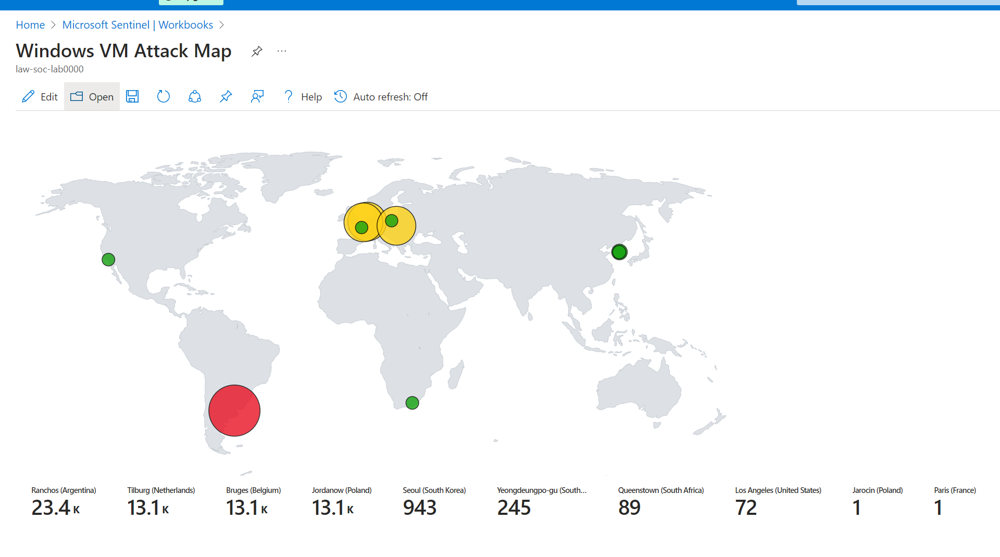 Home > Microsoft Sentinel | Workbooks >
Windows VM Attack Map
law-soc-lab0000
Edit Open Help Auto refresh: Off
Ranchos (Argentina) Tilburg (Netherlands) Bruges (Belgium) Jordanow (Poland) Seoul (South Korea) Yeongdeungpo-gu (South... Queenstown (South Africa) Los Angeles (United States) Jarocin (Poland) Paris (France)
23.4 K 13.1 K 13.1 K 13.1 K 943 245 89 72 1 1